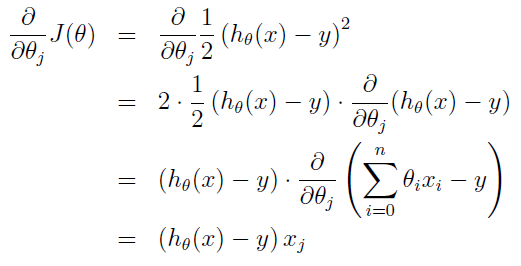 ∂/∂θ_j J(θ) = ∂/∂θ_j 1/2 (h_θ(x) − y)^2
= 2 · 1/2 (h_θ(x) − y) · ∂/∂θ_j (h_θ(x) − y)
= (h_θ(x) − y) · ∂/∂θ_j (∑_{i=0}^{n} θ_i x_i − y)
= (h_θ(x) − y) x_j